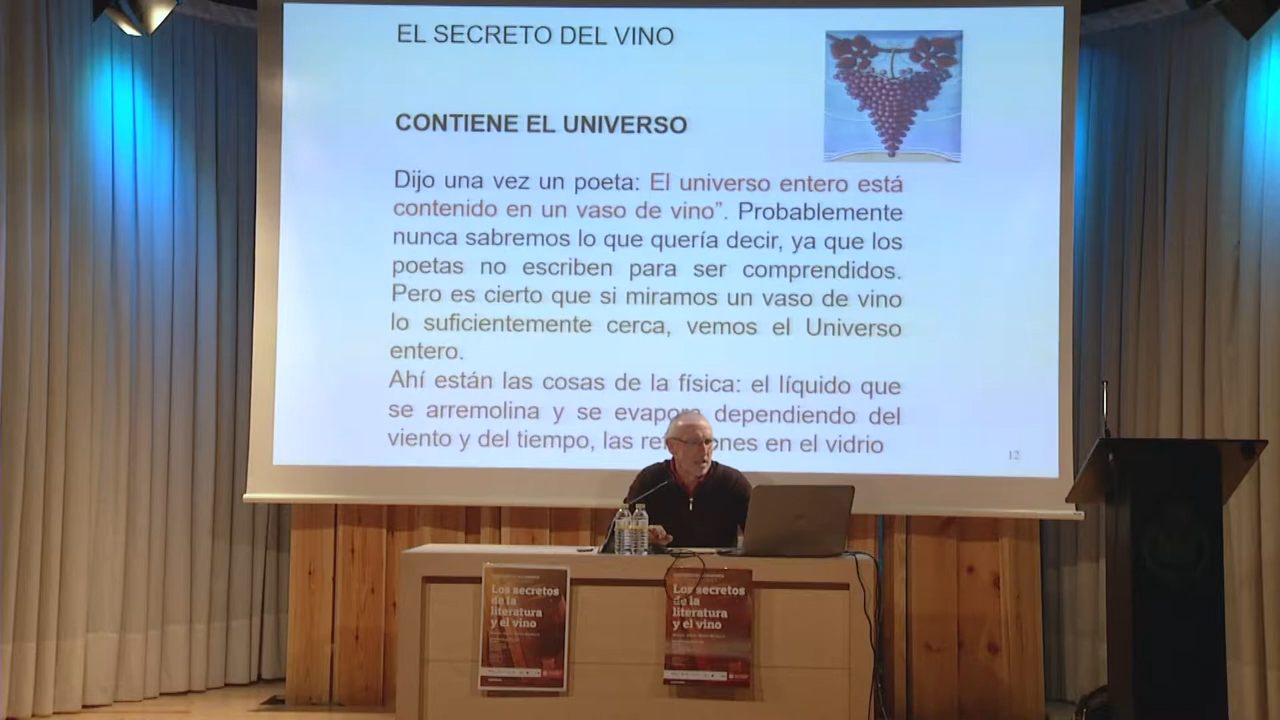 EL SECRETO DEL VINO
CONTIENE EL UNIVERSO
Dijo una vez un poeta: El universo entero está
contenido en un vaso de vino”. Probablemente
nunca sabremos lo que quería decir, ya que los
poetas no escriben para ser comprendidos.
Pero es cierto que si miramos un vaso de vino
lo suficientemente cerca, vemos el Universo
entero.
Ahí están las cosas de la física: el líquido que
se arremolina y se evapora dependiendo del
viento y del tiempo, las en el vidrio
12
Los secretos
de la
literatura
y el vino
Los secretos
de la
literatura
y el vino